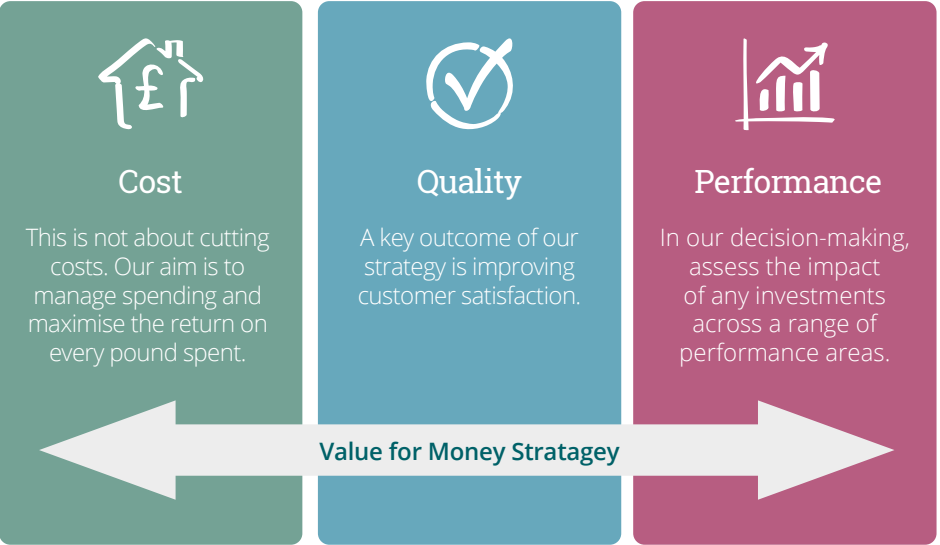 £
Cost
This is not about cutting
costs. Our aim is to
manage spending and
maximise the return on
every pound spent.
Quality
A key outcome of our
strategy is improving
customer satisfaction.
Performance
In our decision-making,
assess the impact
of any investments
across a range of
performance areas.
Value for Money Stratagey